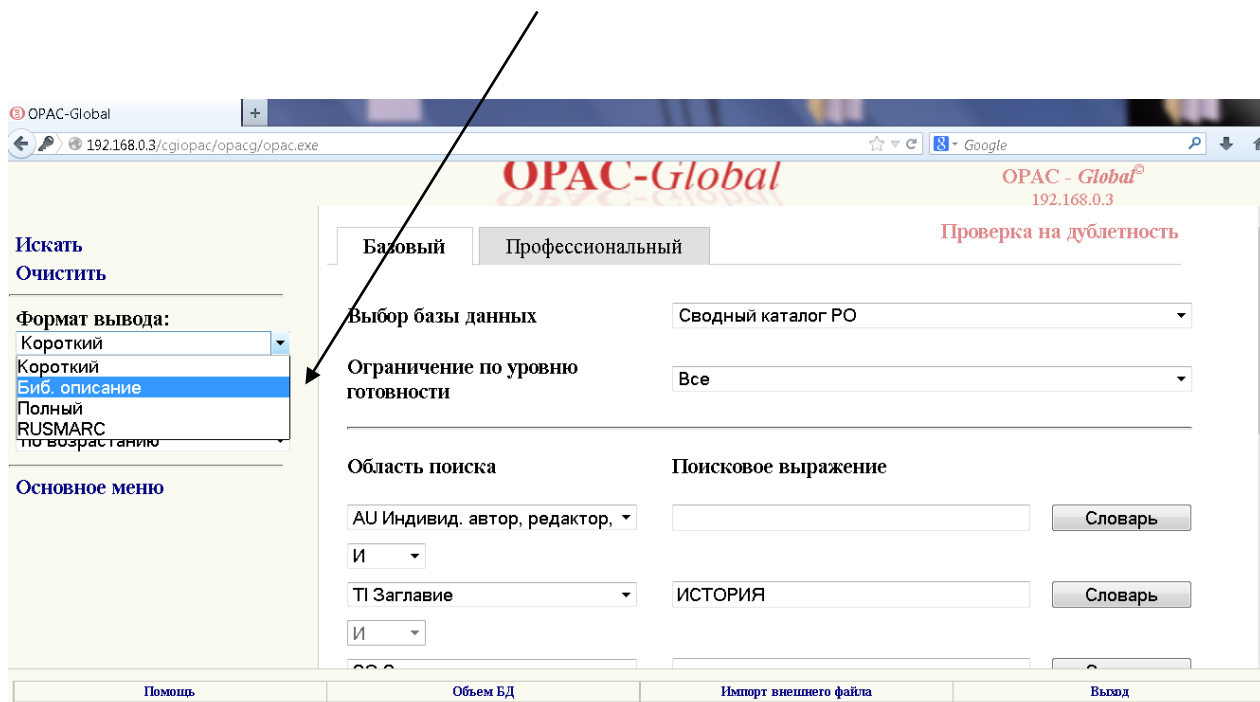 OPAC-Global
+
192.168.0.3/cgiopac/opacg/opac.exe
Google
OPAC-Global
OPAC - Global©
192.168.0.3
Проверка на дублетность
Искать
Очистить
Формат вывода:
Короткий
Короткий
Биб. описание
Полный
RUSMARC
по возрастанию
Основное меню
Базовый Профессиональный
Выбор базы данных Сводный каталог РО
Ограничение по уровню
готовности
Все
Область поиска Поисковое выражение
AU Индивид. автор, редактор, Словарь
И
TI Заглавие ИСТОРИЯ Словарь
И
Помощь Объем БД Импорт внешнего файла Выход